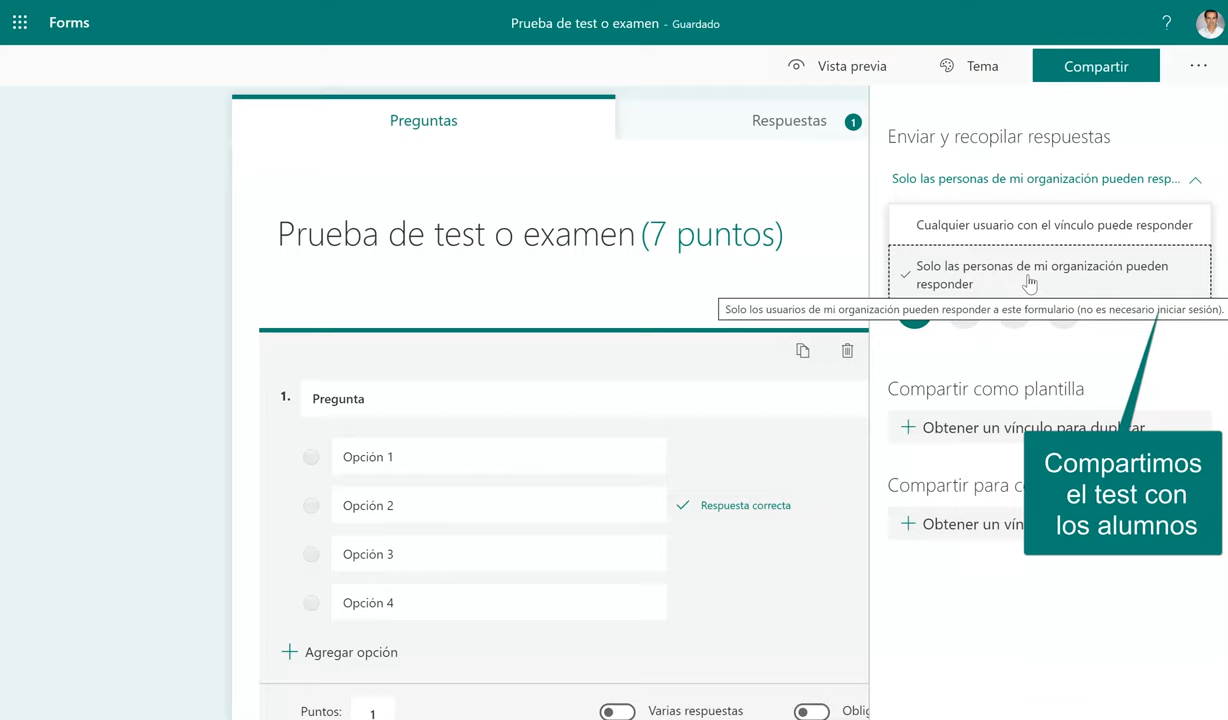 Forms
Prueba de test o examen - Guardado
?
Vista previa
Tema
Compartir
...
Preguntas
Respuestas
1
Enviar y recopilar respuestas
Solo las personas de mi organización pueden resp...
Cualquier usuario con el vínculo puede responder
Solo las personas de mi organización pueden
responder
Solo los usuarios de mi organización pueden responder a este formulario (no es necesario iniciar sesión).
Prueba de test o examen (7 puntos)
1.
Pregunta
Opción 1
Opción 2
Respuesta correcta
Opción 3
Opción 4
Agregar opción
Puntos:
1
Varias respuestas
Oblig
Compartir como plantilla
Obtener un vínculo para duplicar
Compartir para c
Obtener un vín
Compartimos
el test con
los alumnos